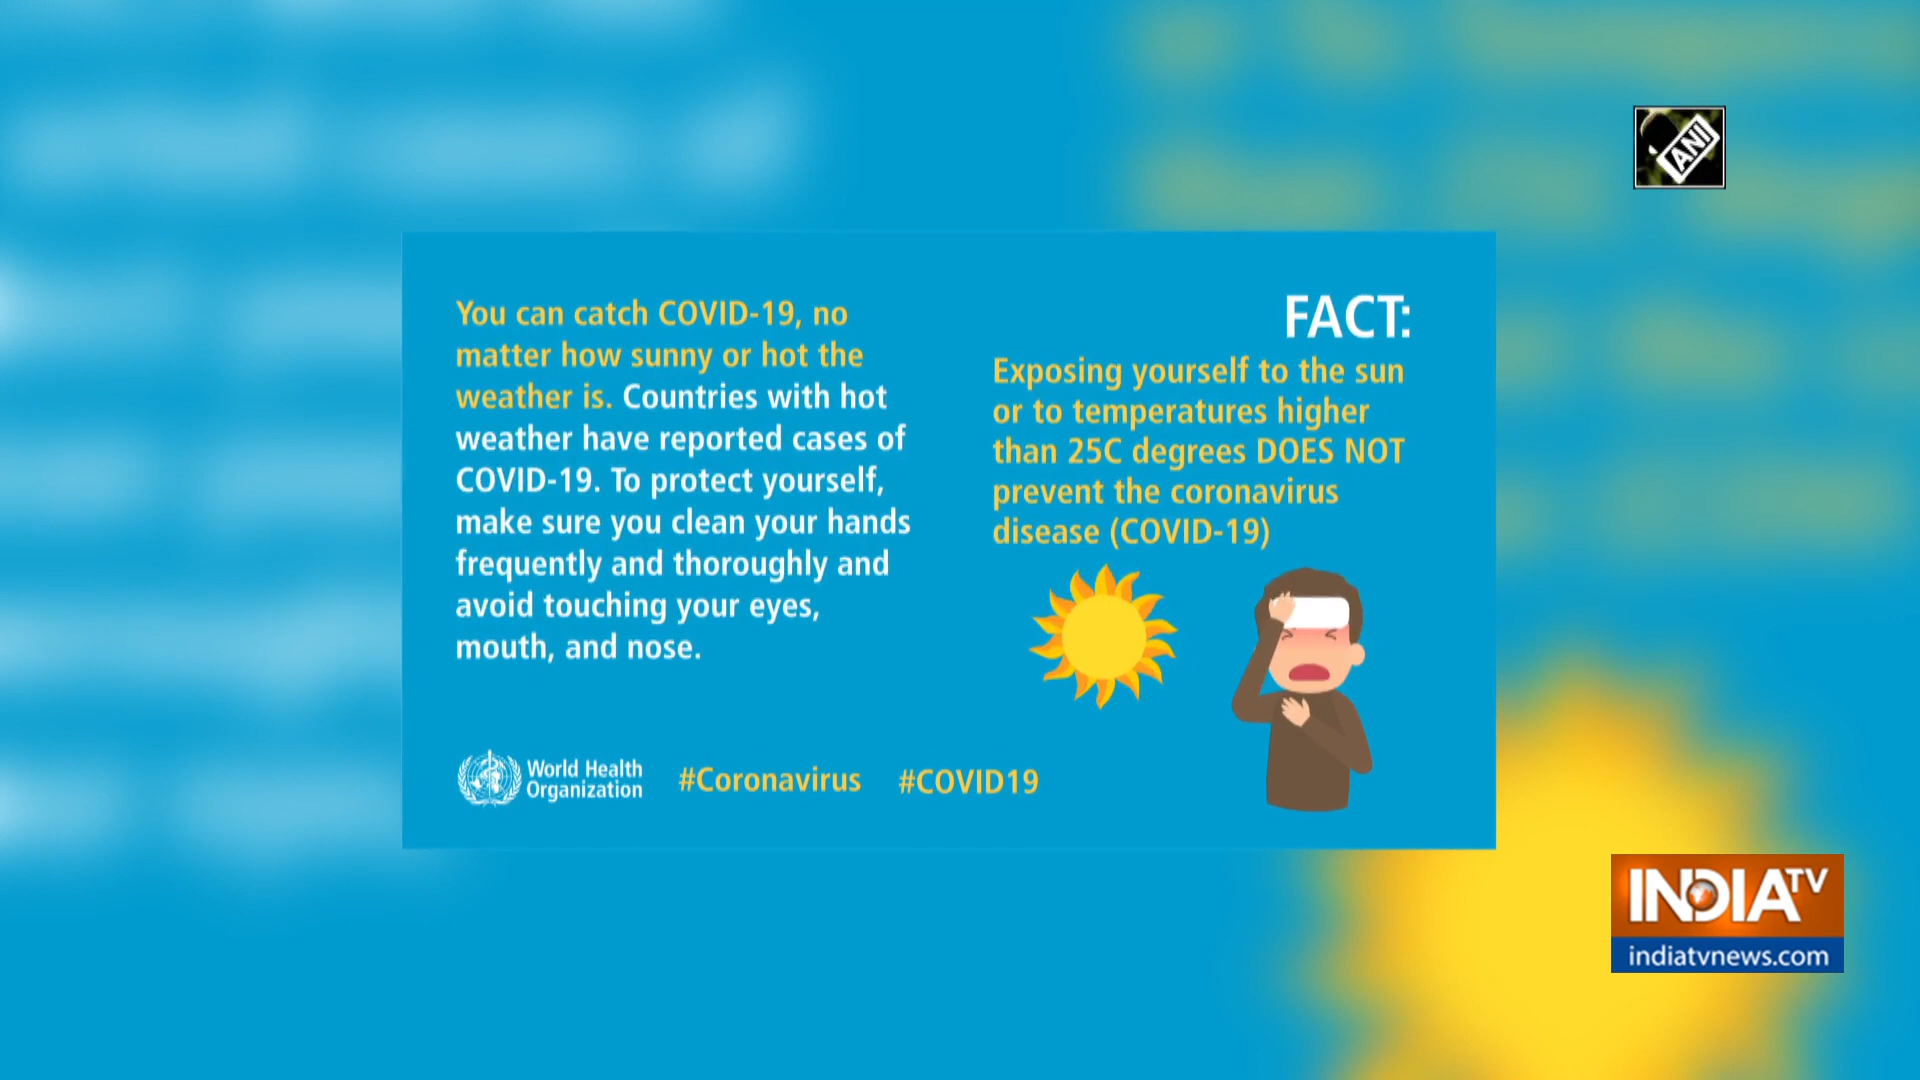 ANI
You can catch COVID-19, no
matter how sunny or hot the
weather is. Countries with hot
weather have reported cases of
COVID-19. To protect yourself,
make sure you clean your hands
frequently and thoroughly and
avoid touching your eyes,
mouth, and nose.
FACT:
Exposing yourself to the sun
or to temperatures higher
than 25C degrees DOES NOT
prevent the coronavirus
disease (COVID-19)
World Health
Organization
#Coronavirus
#COVID19
INDIA TV
indiatvnews.com